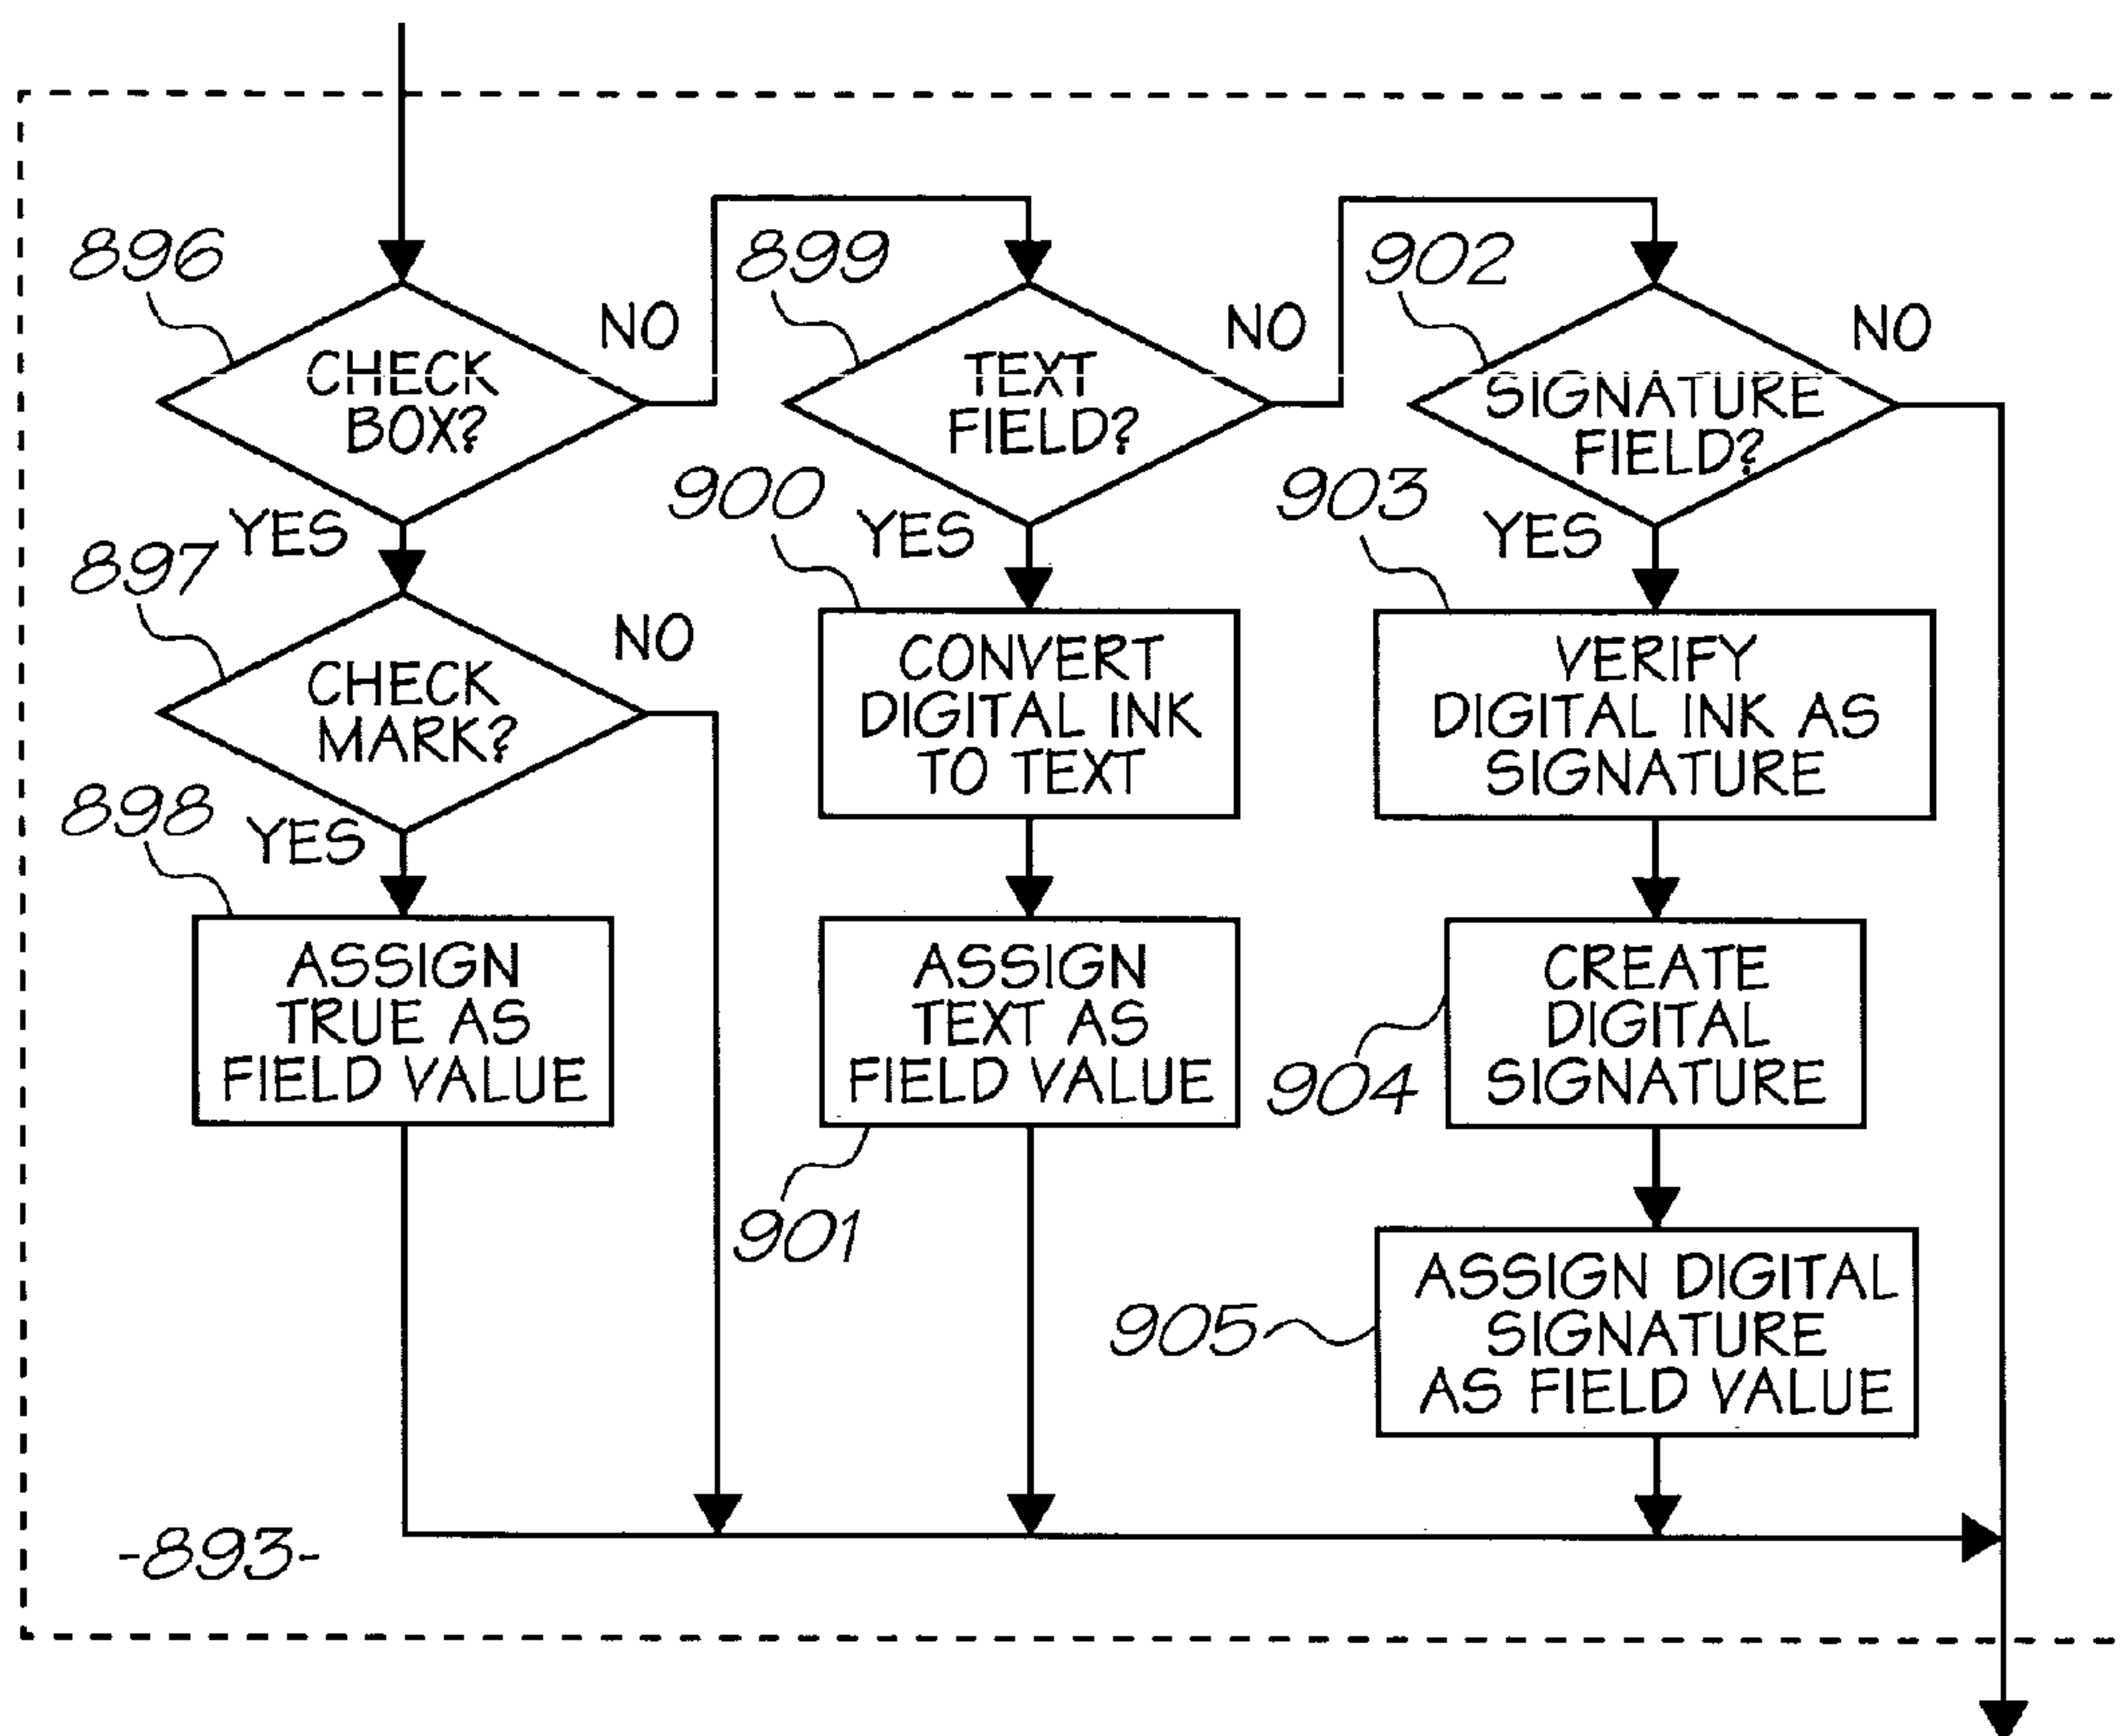 896
CHECK
BOX?
NO
YES
897
CHECK
MARK?
NO
YES
898
ASSIGN
TRUE AS
FIELD VALUE
899
TEXT
FIELD?
NO
YES
900
CONVERT
DIGITAL INK
TO TEXT
ASSIGN
TEXT AS
FIELD VALUE
901
902
SIGNATURE
FIELD?
NO
YES
903
VERIFY
DIGITAL INK AS
SIGNATURE
CREATE
DIGITAL
SIGNATURE
904
ASSIGN DIGITAL
SIGNATURE
AS FIELD VALUE
905
-893-